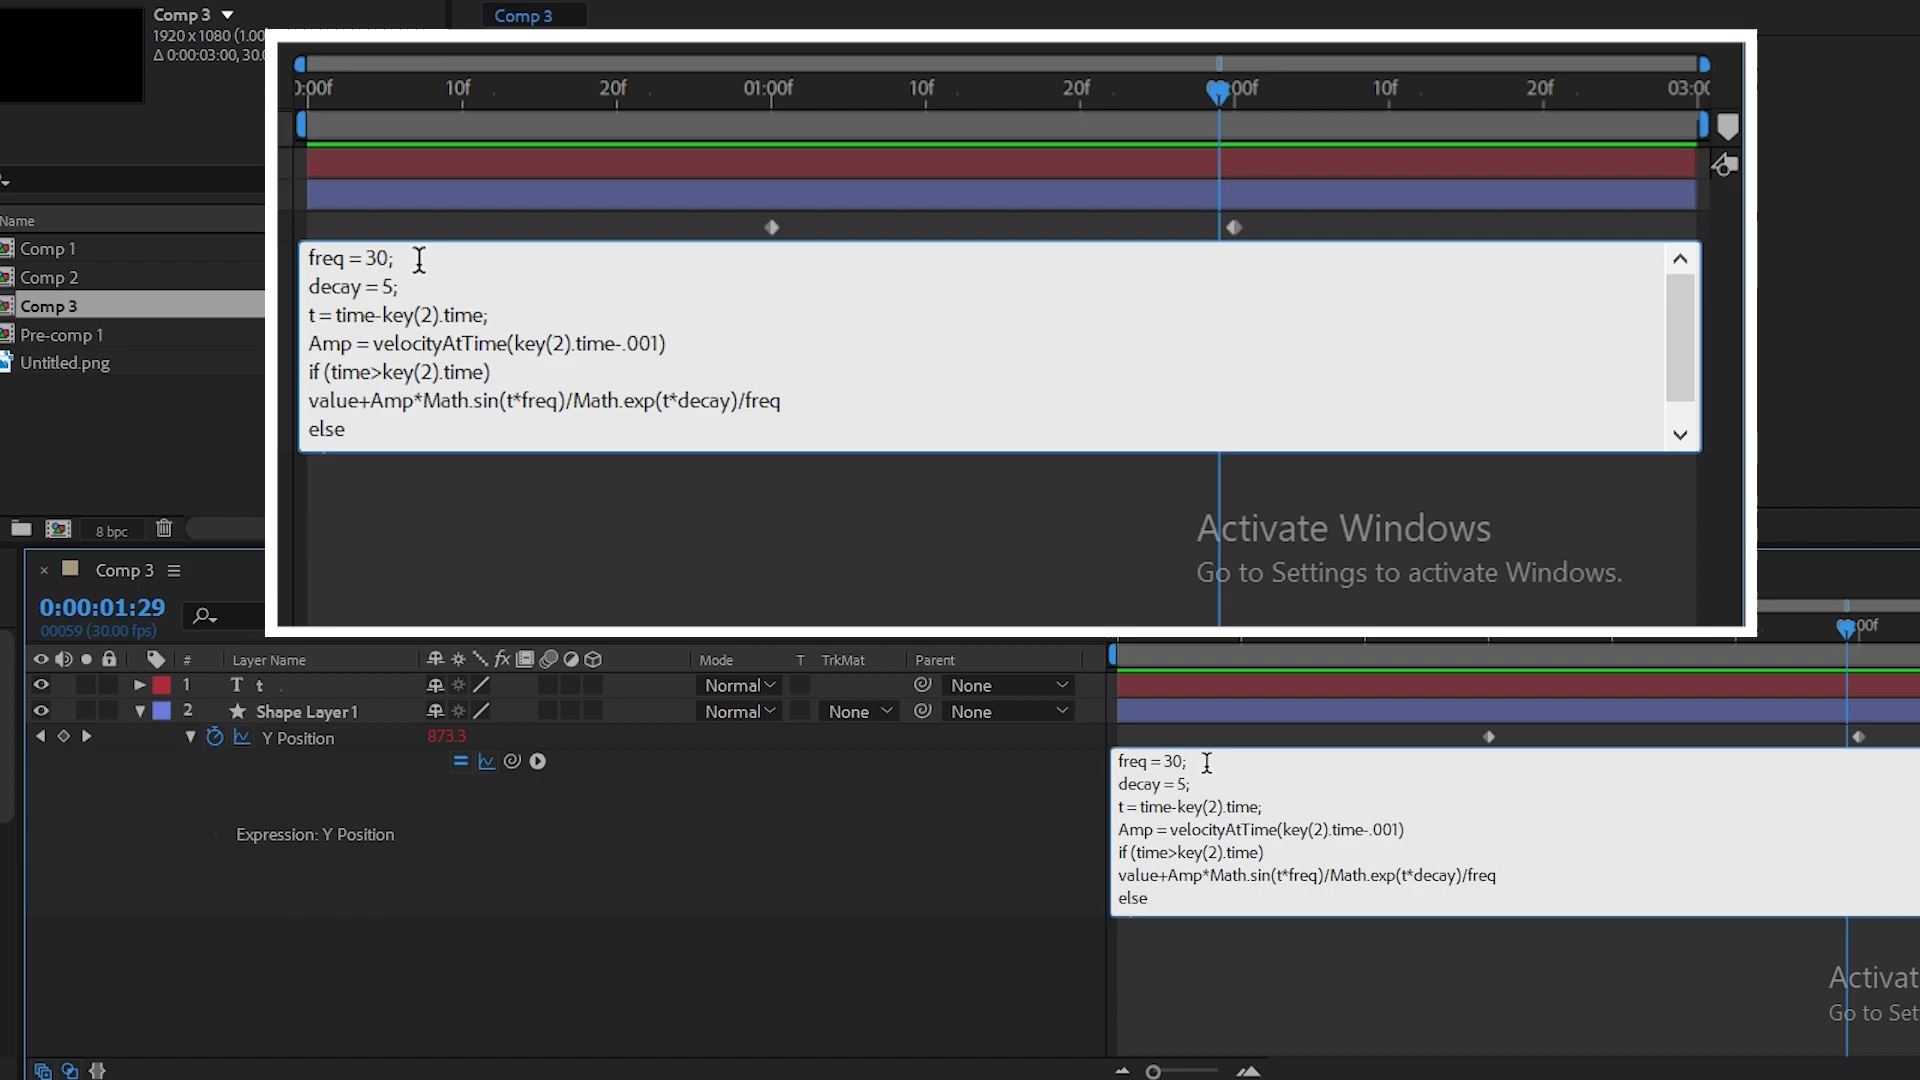 Comp 3
1920 x 1080 (1.00
Δ 0:00:03:00, 30.0
Comp 3
0:00f 10f 20f 01:00f 10f 20f :00f 10f 20f 03:00
freq = 30;
decay = 5;
t = time-key(2).time;
Amp = velocityAtTime(key(2).time-.001)
if (time>key(2).time)
value+Amp*Math.sin(t*freq)/Math.exp(t*decay)/freq
else
Activate Windows
Go to Settings to activate Windows.
Name
Comp 1
Comp 2
Comp 3
Pre-comp 1
Untitled.png
8 bpc
Comp 3
0:00:01:29
00059 (30.00 fps)
:00f
# Layer Name fx Mode T TrkMat Parent
1 T t Normal None
2 Shape Layer 1 Normal None None
Y Position 873.3
Expression: Y Position
freq = 30;
decay = 5;
t = time-key(2).time;
Amp = velocityAtTime(key(2).time-.001)
if (time>key(2).time)
value+Amp*Math.sin(t*freq)/Math.exp(t*decay)/freq
else
Activat
Go to Set